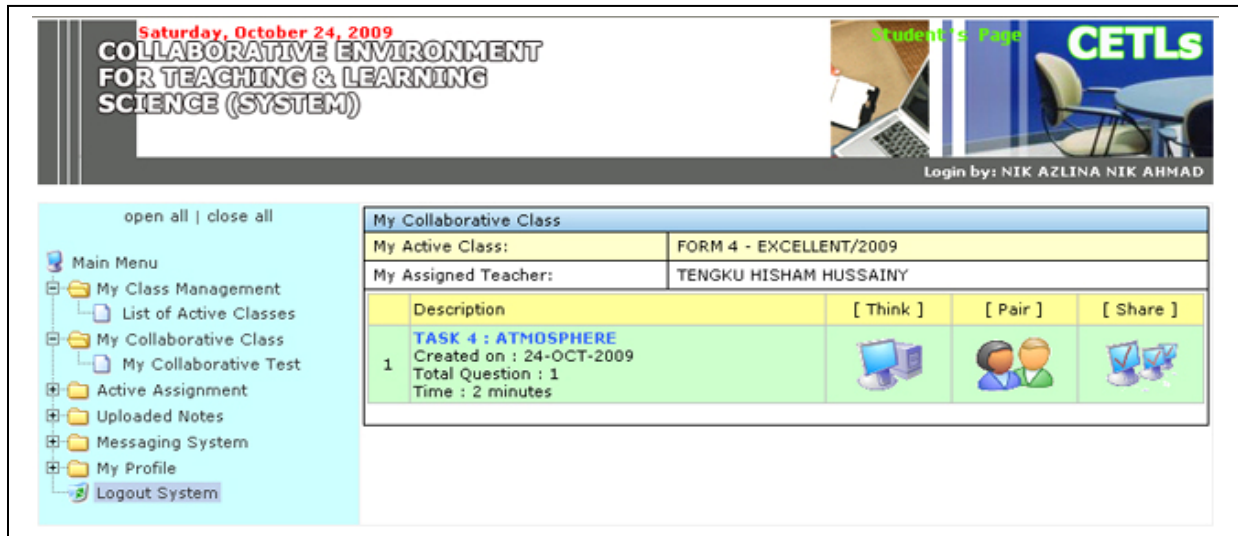 Saturday, October 24, 2009
COLLABORATIVE ENVIRONMENT
FOR TEACHING & LEARNING
SCIENCE (SYSTEM)
Student's Page
CETLs
Login by: NIK AZLINA NIK AHMAD
open all | close all
Main Menu
My Class Management
List of Active Classes
My Collaborative Class
My Collaborative Test
Active Assignment
Uploaded Notes
Messaging System
My Profile
Logout System
My Collaborative Class
My Active Class: FORM 4 - EXCELLENT/2009
My Assigned Teacher: TENGKU HISHAM HUSSAINY
Description [ Think ] [ Pair ] [ Share ]
1
TASK 4 : ATMOSPHERE
Created on : 24-OCT-2009
Total Question : 1
Time : 2 minutes